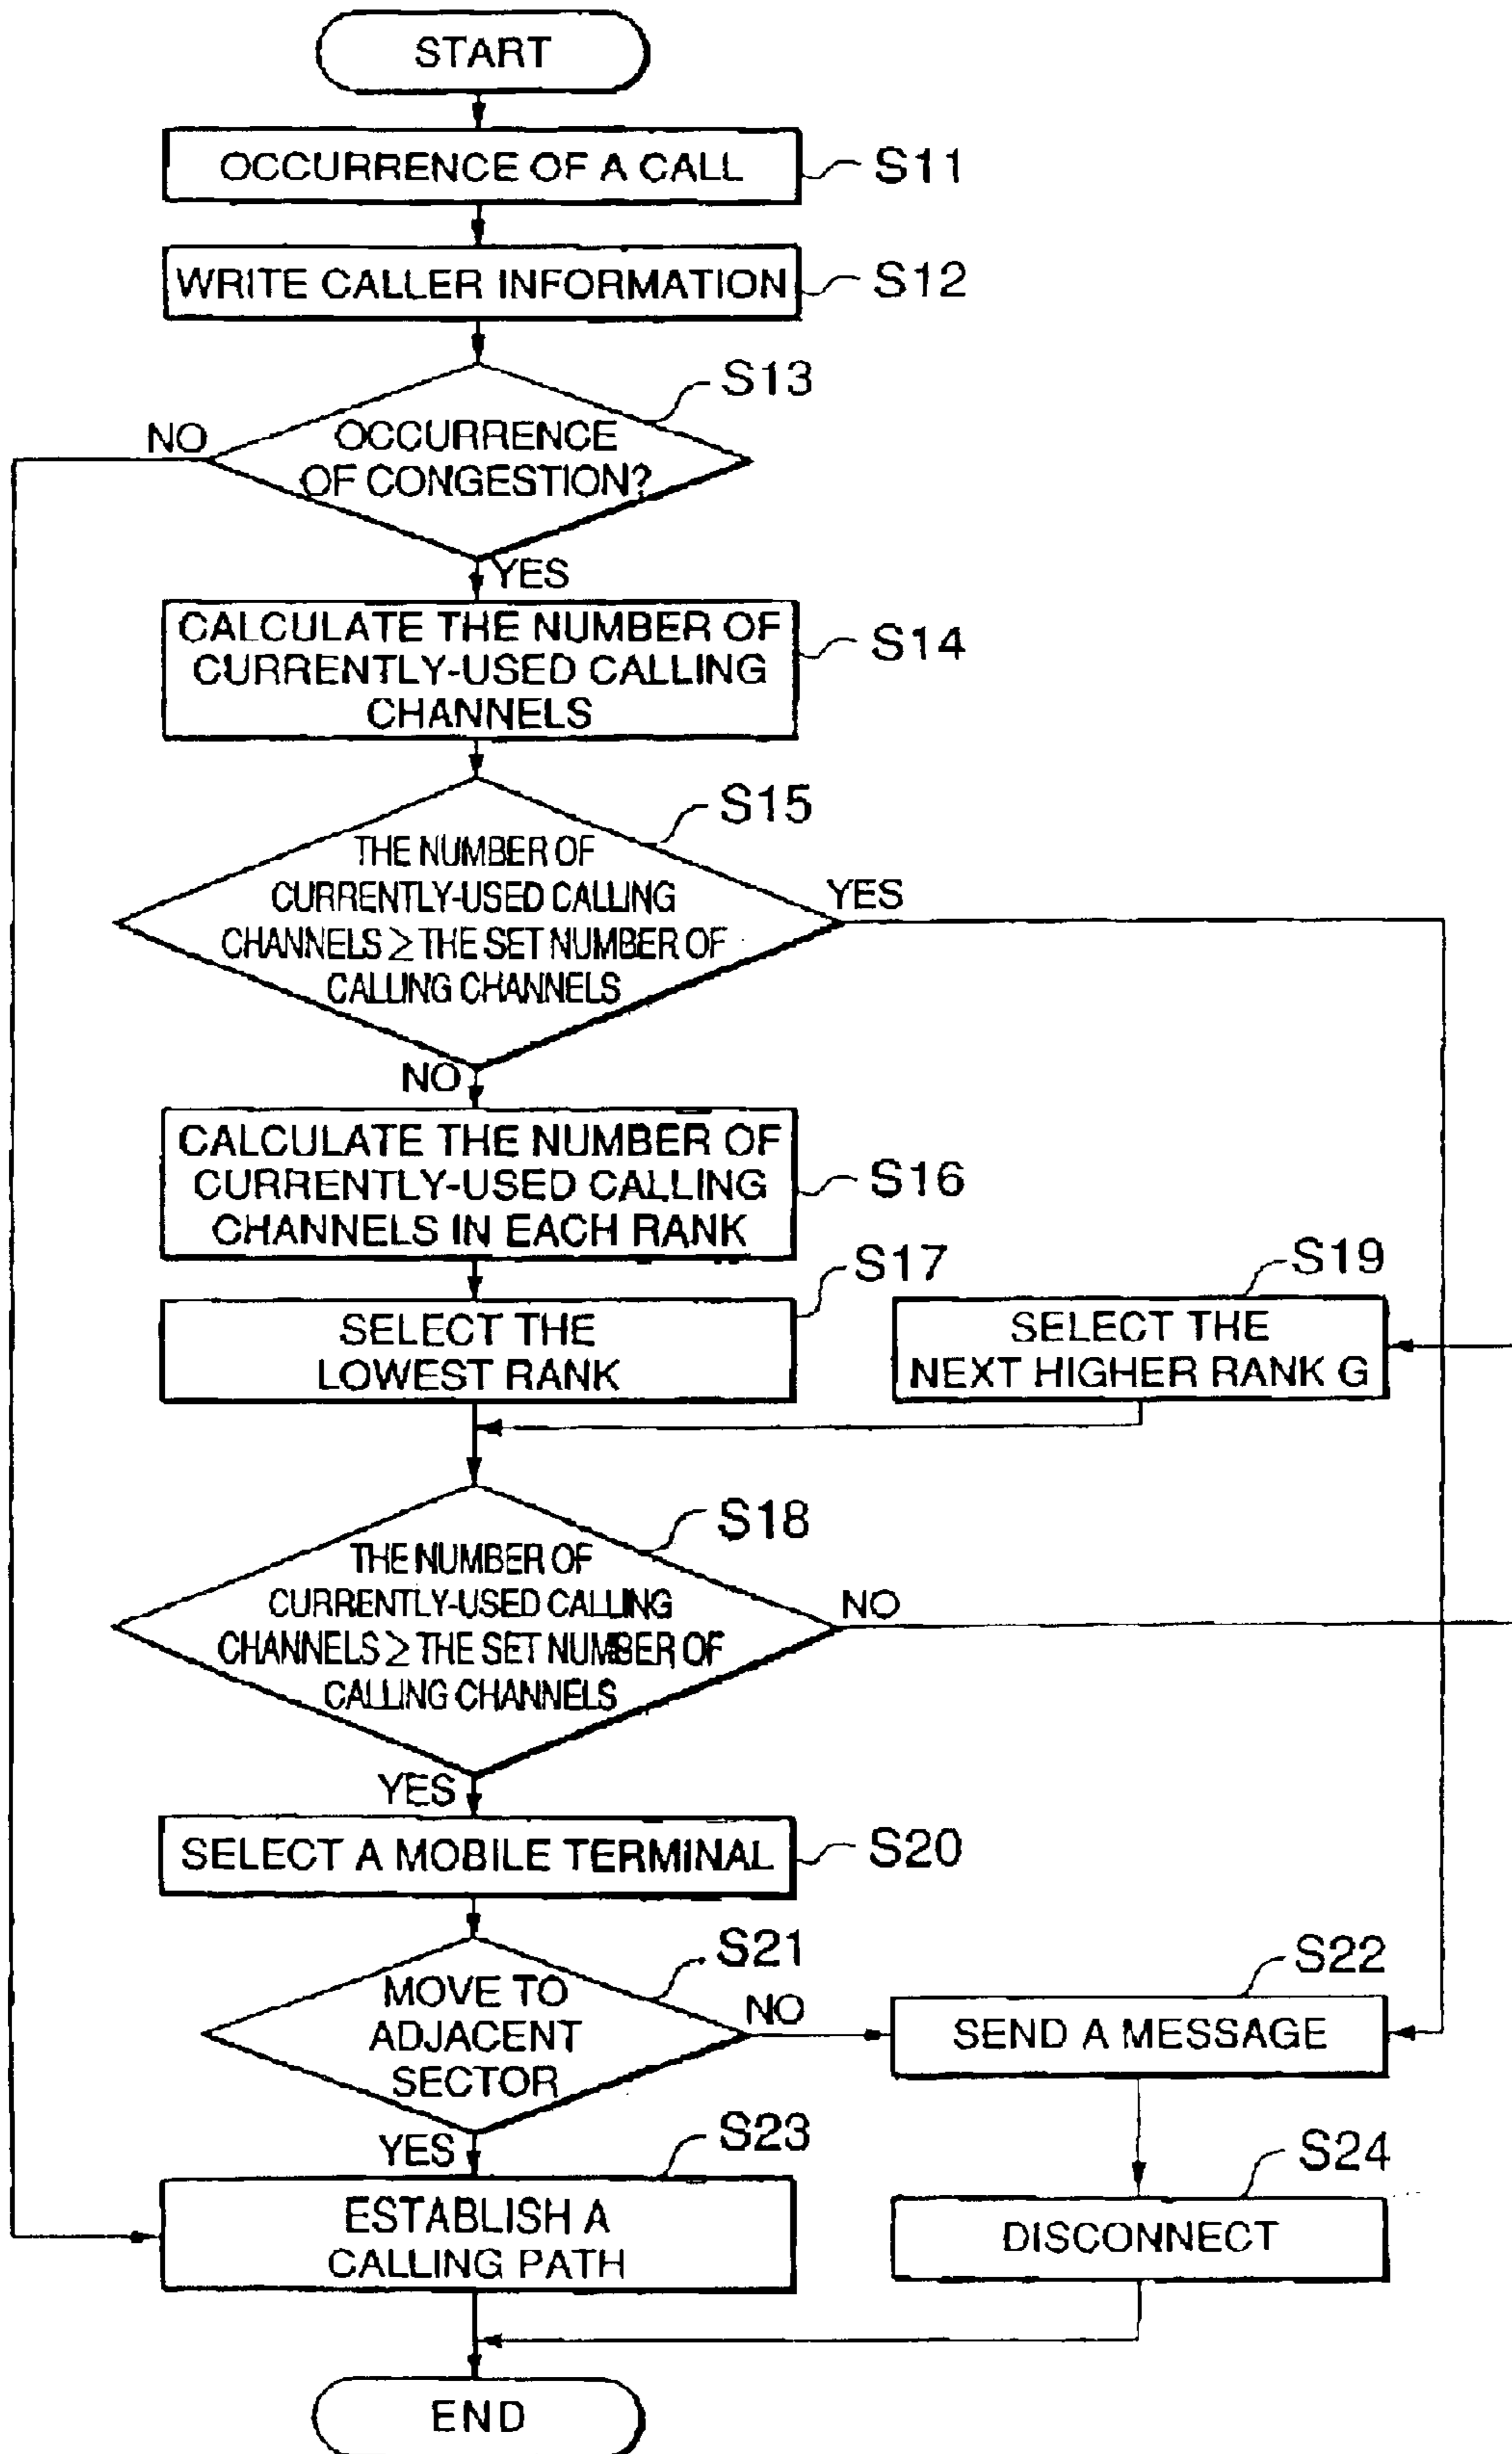 START
OCCURRENCE OF A CALL
S11
WRITE CALLER INFORMATION
S12
S13
NO
OCCURRENCE
OF CONGESTION?
YES
CALCULATE THE NUMBER OF
CURRENTLY-USED CALLING
CHANNELS
S14
S15
THE NUMBER OF
CURRENTLY-USED CALLING
CHANNELS ≥ THE SET NUMBER OF
CALLING CHANNELS
YES
NO
CALCULATE THE NUMBER OF
CURRENTLY-USED CALLING
CHANNELS IN EACH RANK
S16
S17
SELECT THE
LOWEST RANK
S19
SELECT THE
NEXT HIGHER RANK G
S18
THE NUMBER OF
CURRENTLY-USED CALLING
CHANNELS ≥ THE SET NUMBER OF
CALLING CHANNELS
NO
YES
SELECT A MOBILE TERMINAL
S20
S21
MOVE TO
ADJACENT
SECTOR
NO
S22
SEND A MESSAGE
YES
S23
ESTABLISH A
CALLING PATH
S24
DISCONNECT
END